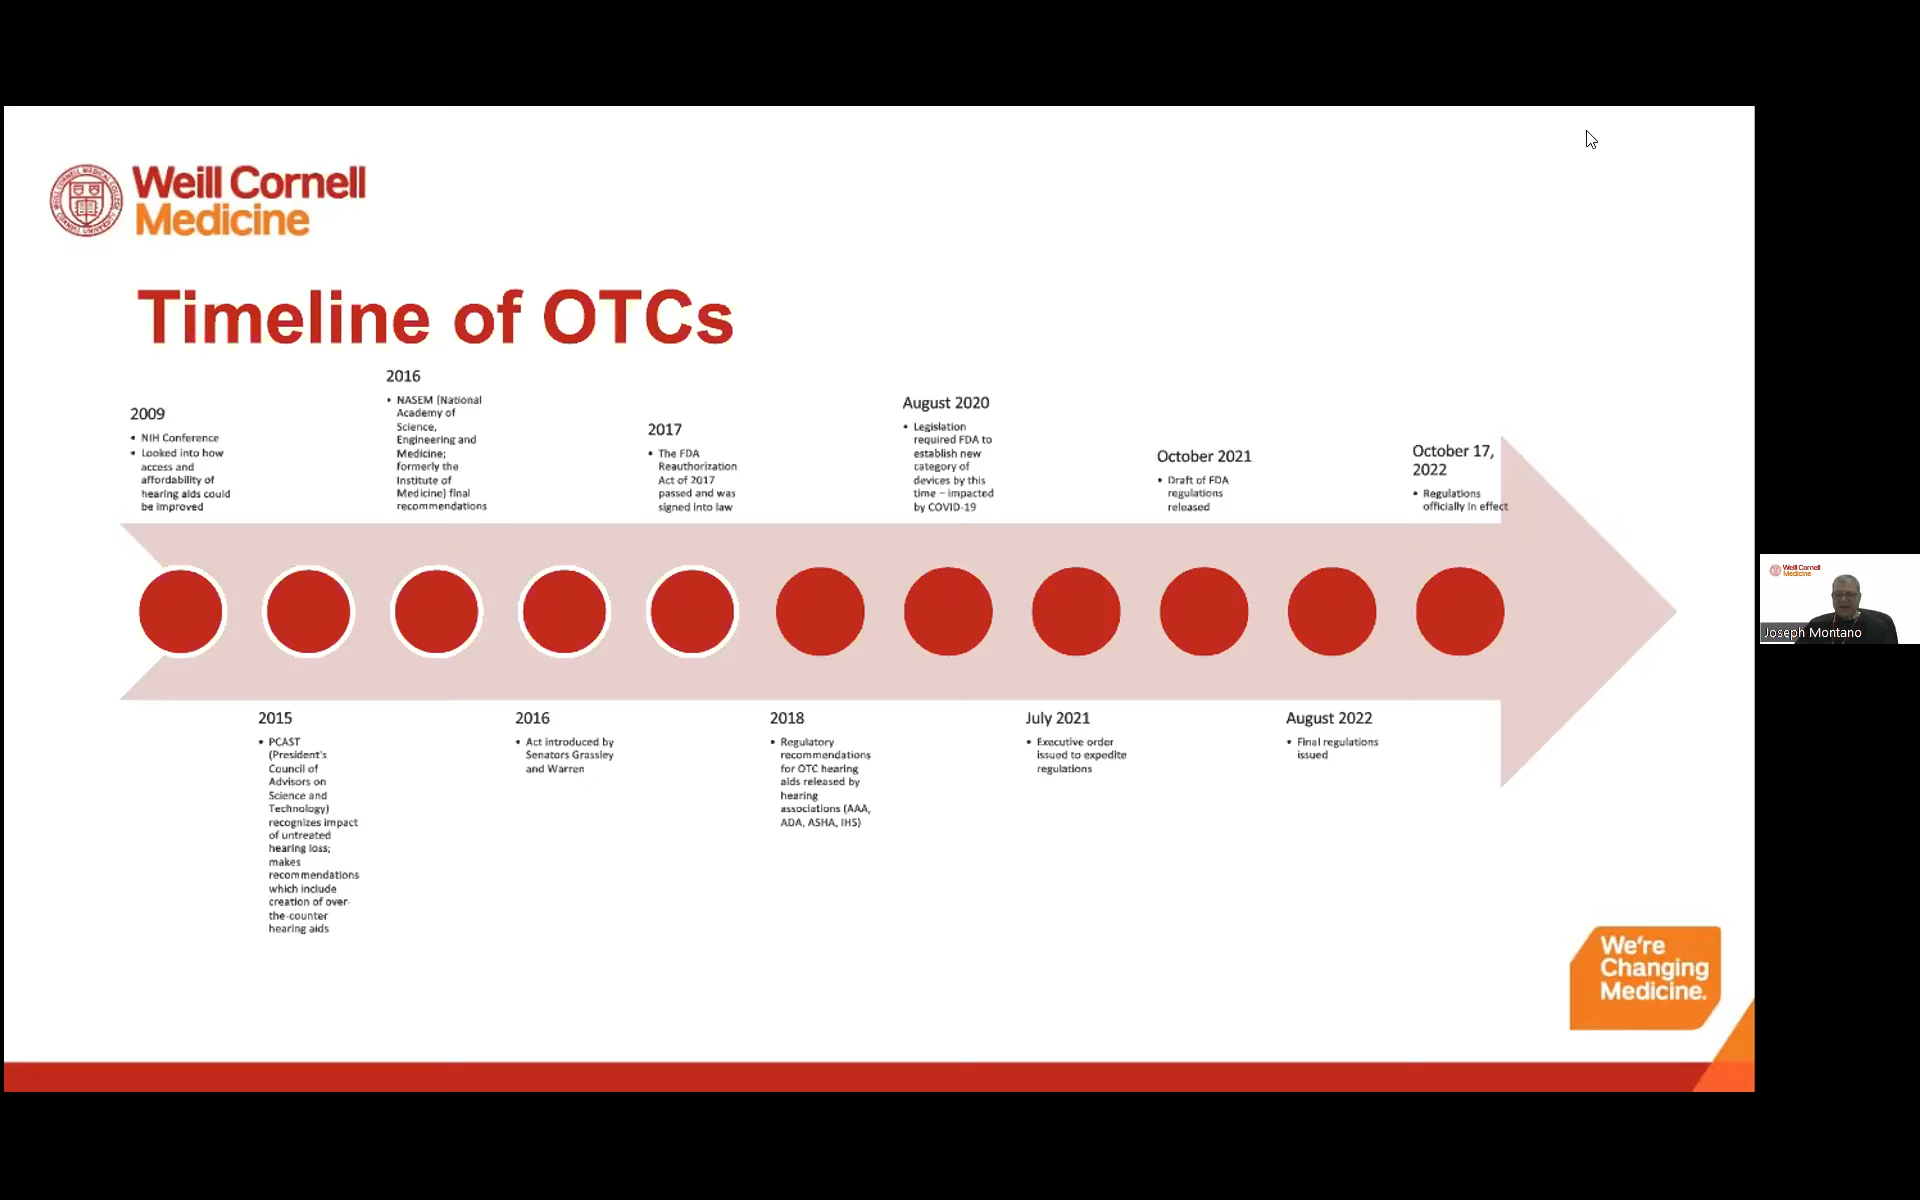 Weill Cornell
Medicine
Timeline of OTCs
2009
• NIH Conference
• Looked into how
access and
affordability of
hearing aids could
be improved
2015
• PCAST
(President's
Council of
Advisors on
Science and
Technology)
recognizes impact
of untreated
hearing loss;
makes
recommendations
which include
creation of over-
the-counter
hearing aids
2016
• NASEM (National
Academy of
Science,
Engineering and
Medicine;
formerly the
Institute of
Medicine) final
recommendations
2016
• Act introduced by
Senators Grassley
and Warren
2017
• The FDA
Reauthorization
Act of 2017
passed and was
signed into law
2018
• Regulatory
recommendations
for OTC hearing
aids released by
hearing
associations (AAA,
ADA, ASHA, IHS)
August 2020
• Legislation
required FDA to
establish new
category of
devices by this
time – impacted
by COVID-19
July 2021
• Executive order
issued to expedite
regulations
October 2021
• Draft of FDA
regulations
released
August 2022
• Final regulations
issued
October 17,
2022
• Regulations
officially in effect
We're
Changing
Medicine.
Weill Cornell
Medicine
Joseph Montano